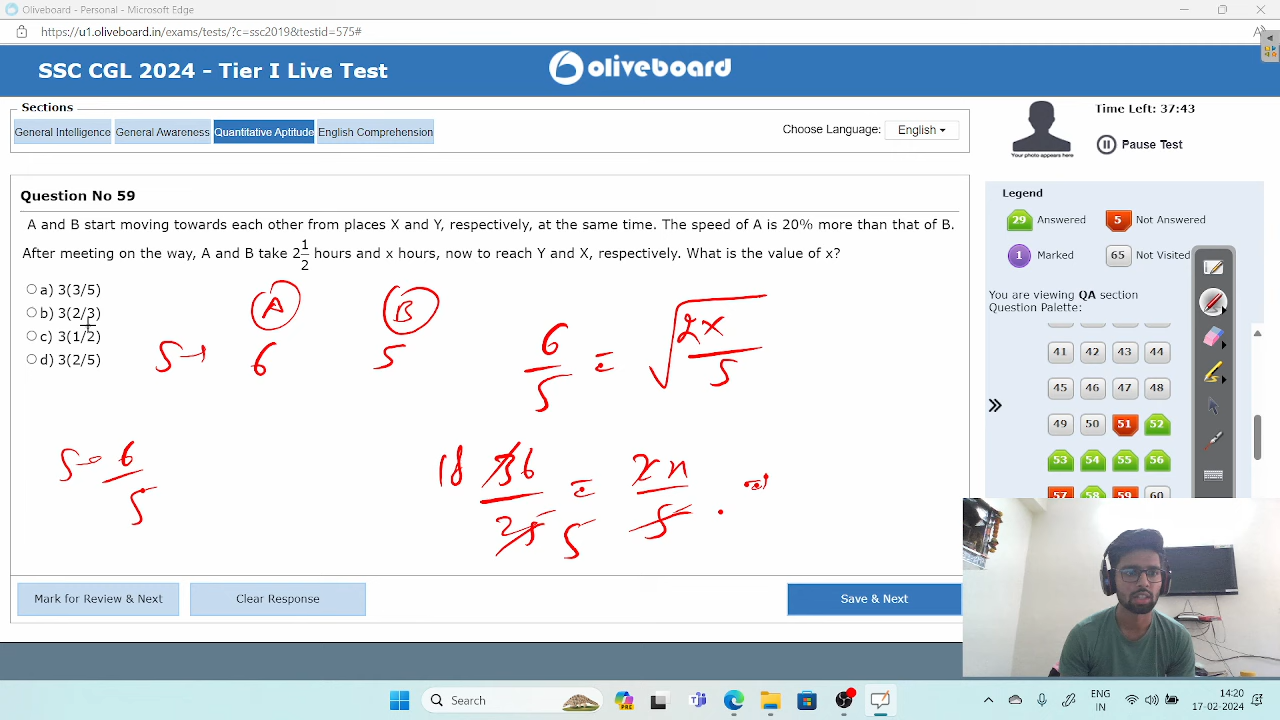 Oliveboard - Personal - Microsoft Edge
https://u1.oliveboard.in/exams/tests/?c=ssc2019&testid=575#
SSC CGL 2024 - Tier I Live Test
oliveboard
Sections
General Intelligence General Awareness Quantitative Aptitude English Comprehension
Choose Language: English
Time Left: 37:43
Your photo appears here
Pause Test
Question No 59
A and B start moving towards each other from places X and Y, respectively, at the same time. The speed of A is 20% more than that of B.
After meeting on the way, A and B take 2 1/2 hours and x hours, now to reach Y and X, respectively. What is the value of x?
a) 3(3/5)
b) 3(2/3)
c) 3(1/2)
d) 3(2/5)
A B
S→ 6 5
6/5 = √2x/5
S→ 6/5
18 36/25 5 = 2x/5 . ⇒
Mark for Review & Next
Clear Response
Save & Next
Legend
29 Answered
5 Not Answered
1 Marked
65 Not Visited
You are viewing QA section
Question Palette:
41 42 43 44
45 46 47 48
49 50 51 52
53 54 55 56
57 58 59 60
Search
PRE
ENG
IN
14:20
17-02-2024